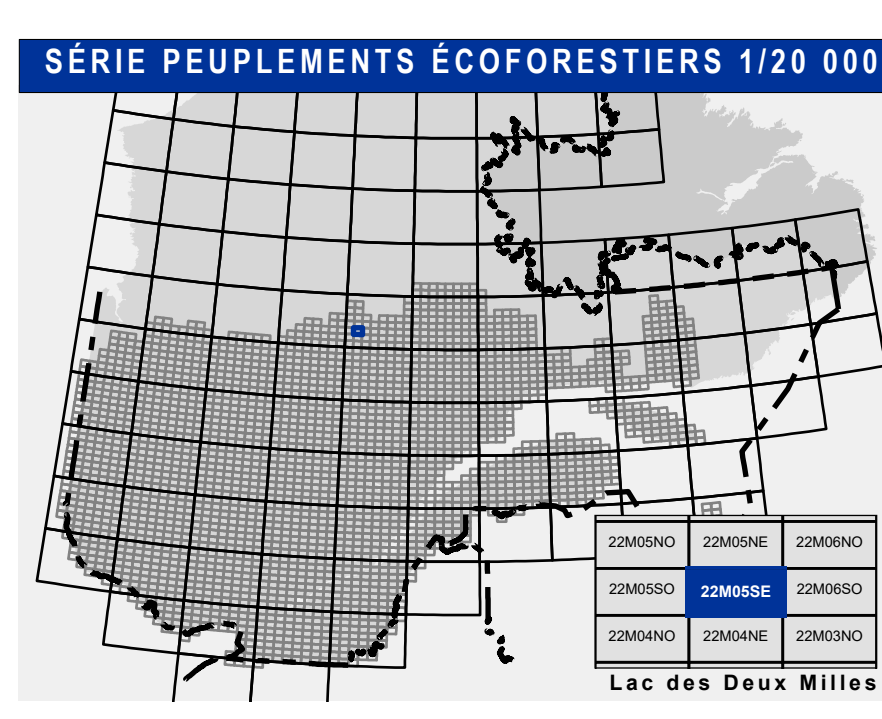 SÉRIE PEUPLEMENTS ÉCOFORESTIERS 1/20 000
22M05NO 22M05NE 22M06NO
22M05SO 22M05SE 22M06SO
22M04NO 22M04NE 22M03NO
Lac des Deux Milles